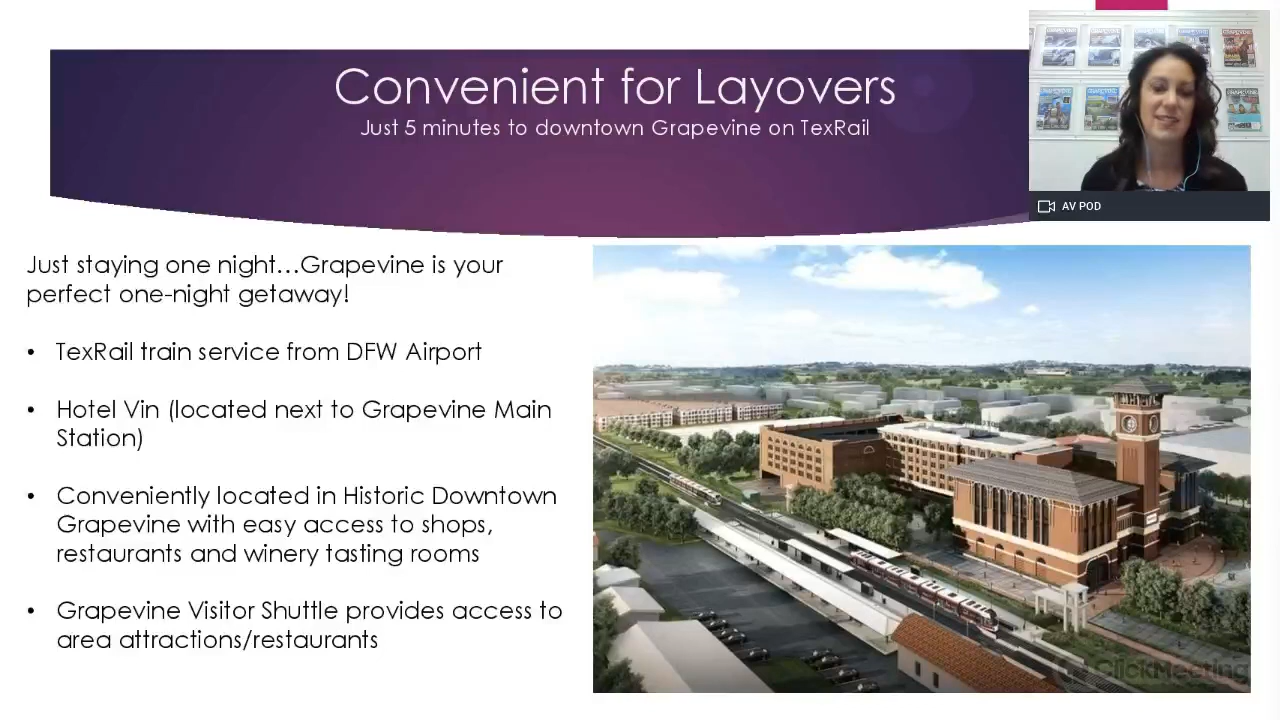 Convenient for Layovers
Just 5 minutes to downtown Grapevine on TexRail
AV POD
Just staying one night...Grapevine is your
perfect one-night getaway!
• TexRail train service from DFW Airport
• Hotel Vin (located next to Grapevine Main
Station)
• Conveniently located in Historic Downtown
Grapevine with easy access to shops,
restaurants and winery tasting rooms
• Grapevine Visitor Shuttle provides access to
area attractions/restaurants
ClickMeeting